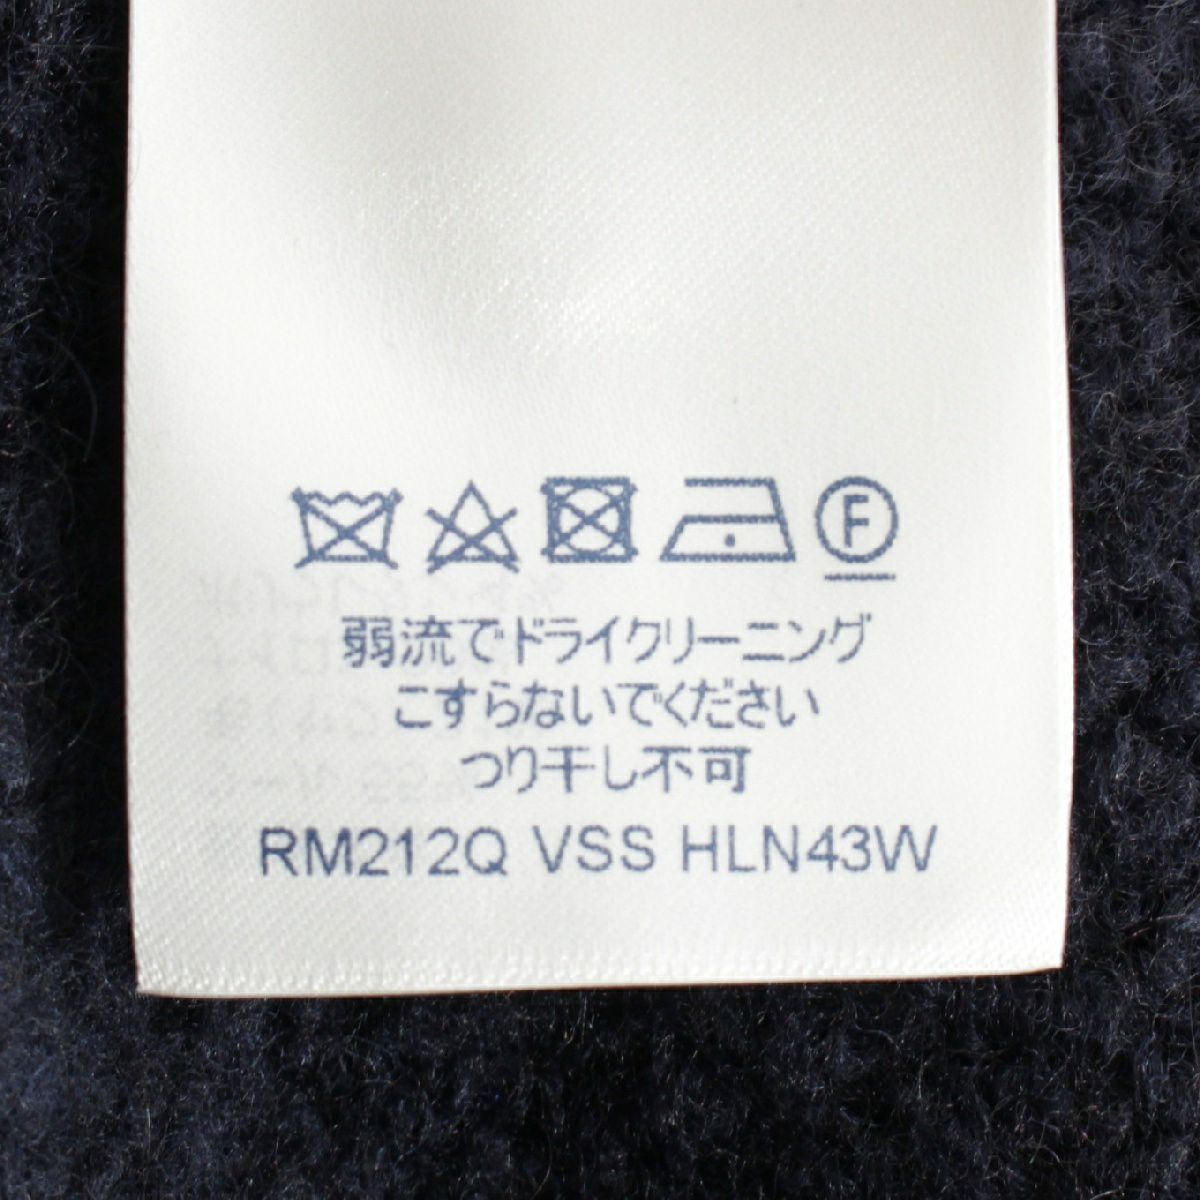 F
弱流でドライクリーニング
こすらないでください
つり干し不可
RM212Q VSS HLN43W